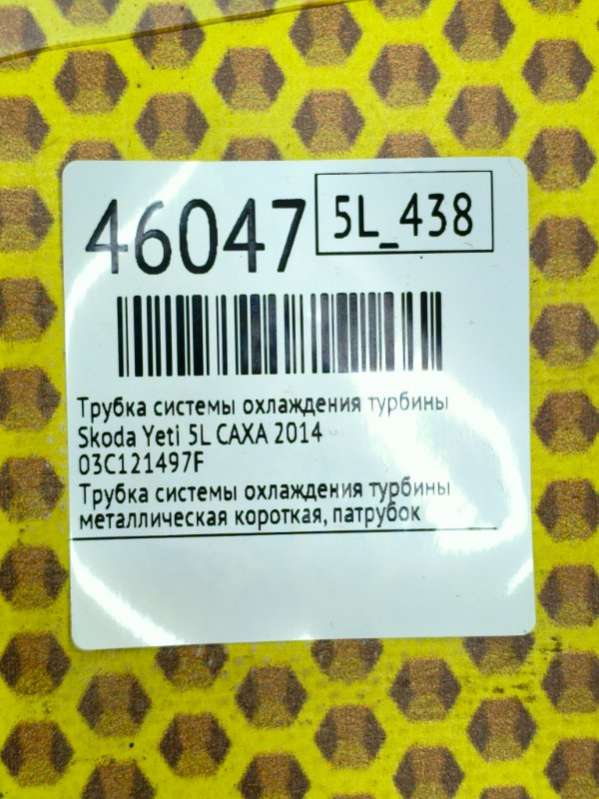 46047
5L_438
Трубка системы охлаждения турбины
Skoda Yeti 5L CAXA 2014
03C121497F
Трубка системы охлаждения турбины
металлическая короткая, патрубок